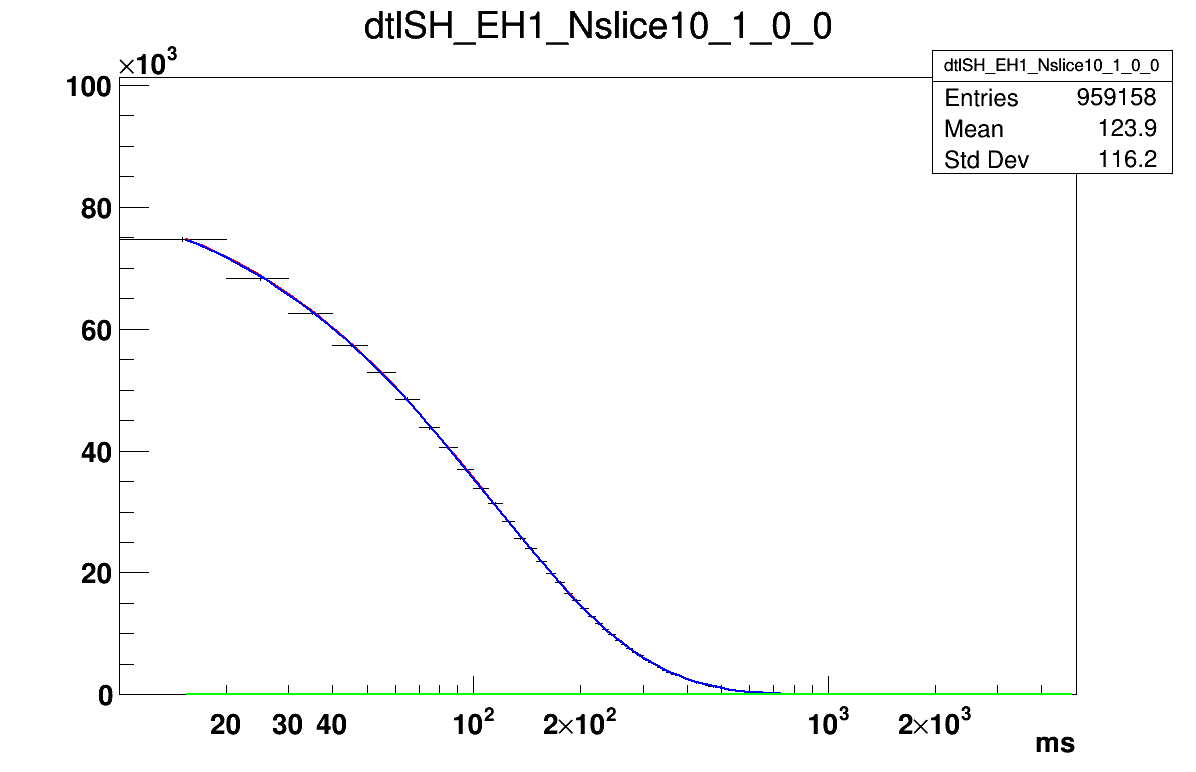 dtlSH_EH1_Nslice10_1_0_0
×10³
dtlSH_EH1_Nslice10_1_0_0
Entries 959158
Mean 123.9
Std Dev 116.2
100
80
60
40
20
0
20 30 40 10² 2×10² 10³ 2×10³
ms